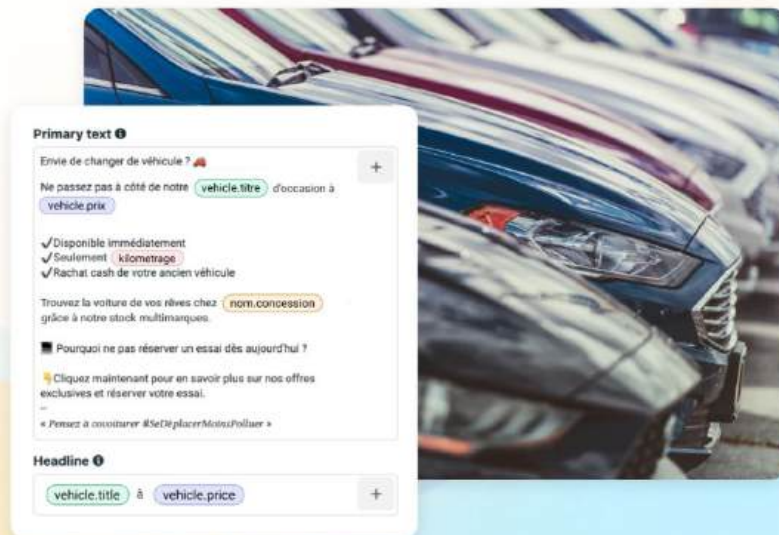 Primary text
Envie de changer de véhicule ? 🚗
Ne passez pas à côté de notre vehicle.titre d'occasion à
vehicle.prix
✓Disponible immédiatement
✓Seulement kilometrage
✓Rachat cash de votre ancien véhicule
Trouvez la voiture de vos rêves chez nom.concession
grâce à notre stock multimarques.
Pourquoi ne pas réserver un essai dès aujourd'hui ?
👇Cliquez maintenant pour en savoir plus sur nos offres
exclusives et réserver votre essai.
--
« Pensez à covoiturer #SeDéplacerMoinsPolluer »
Headline
vehicle.title à vehicle.price